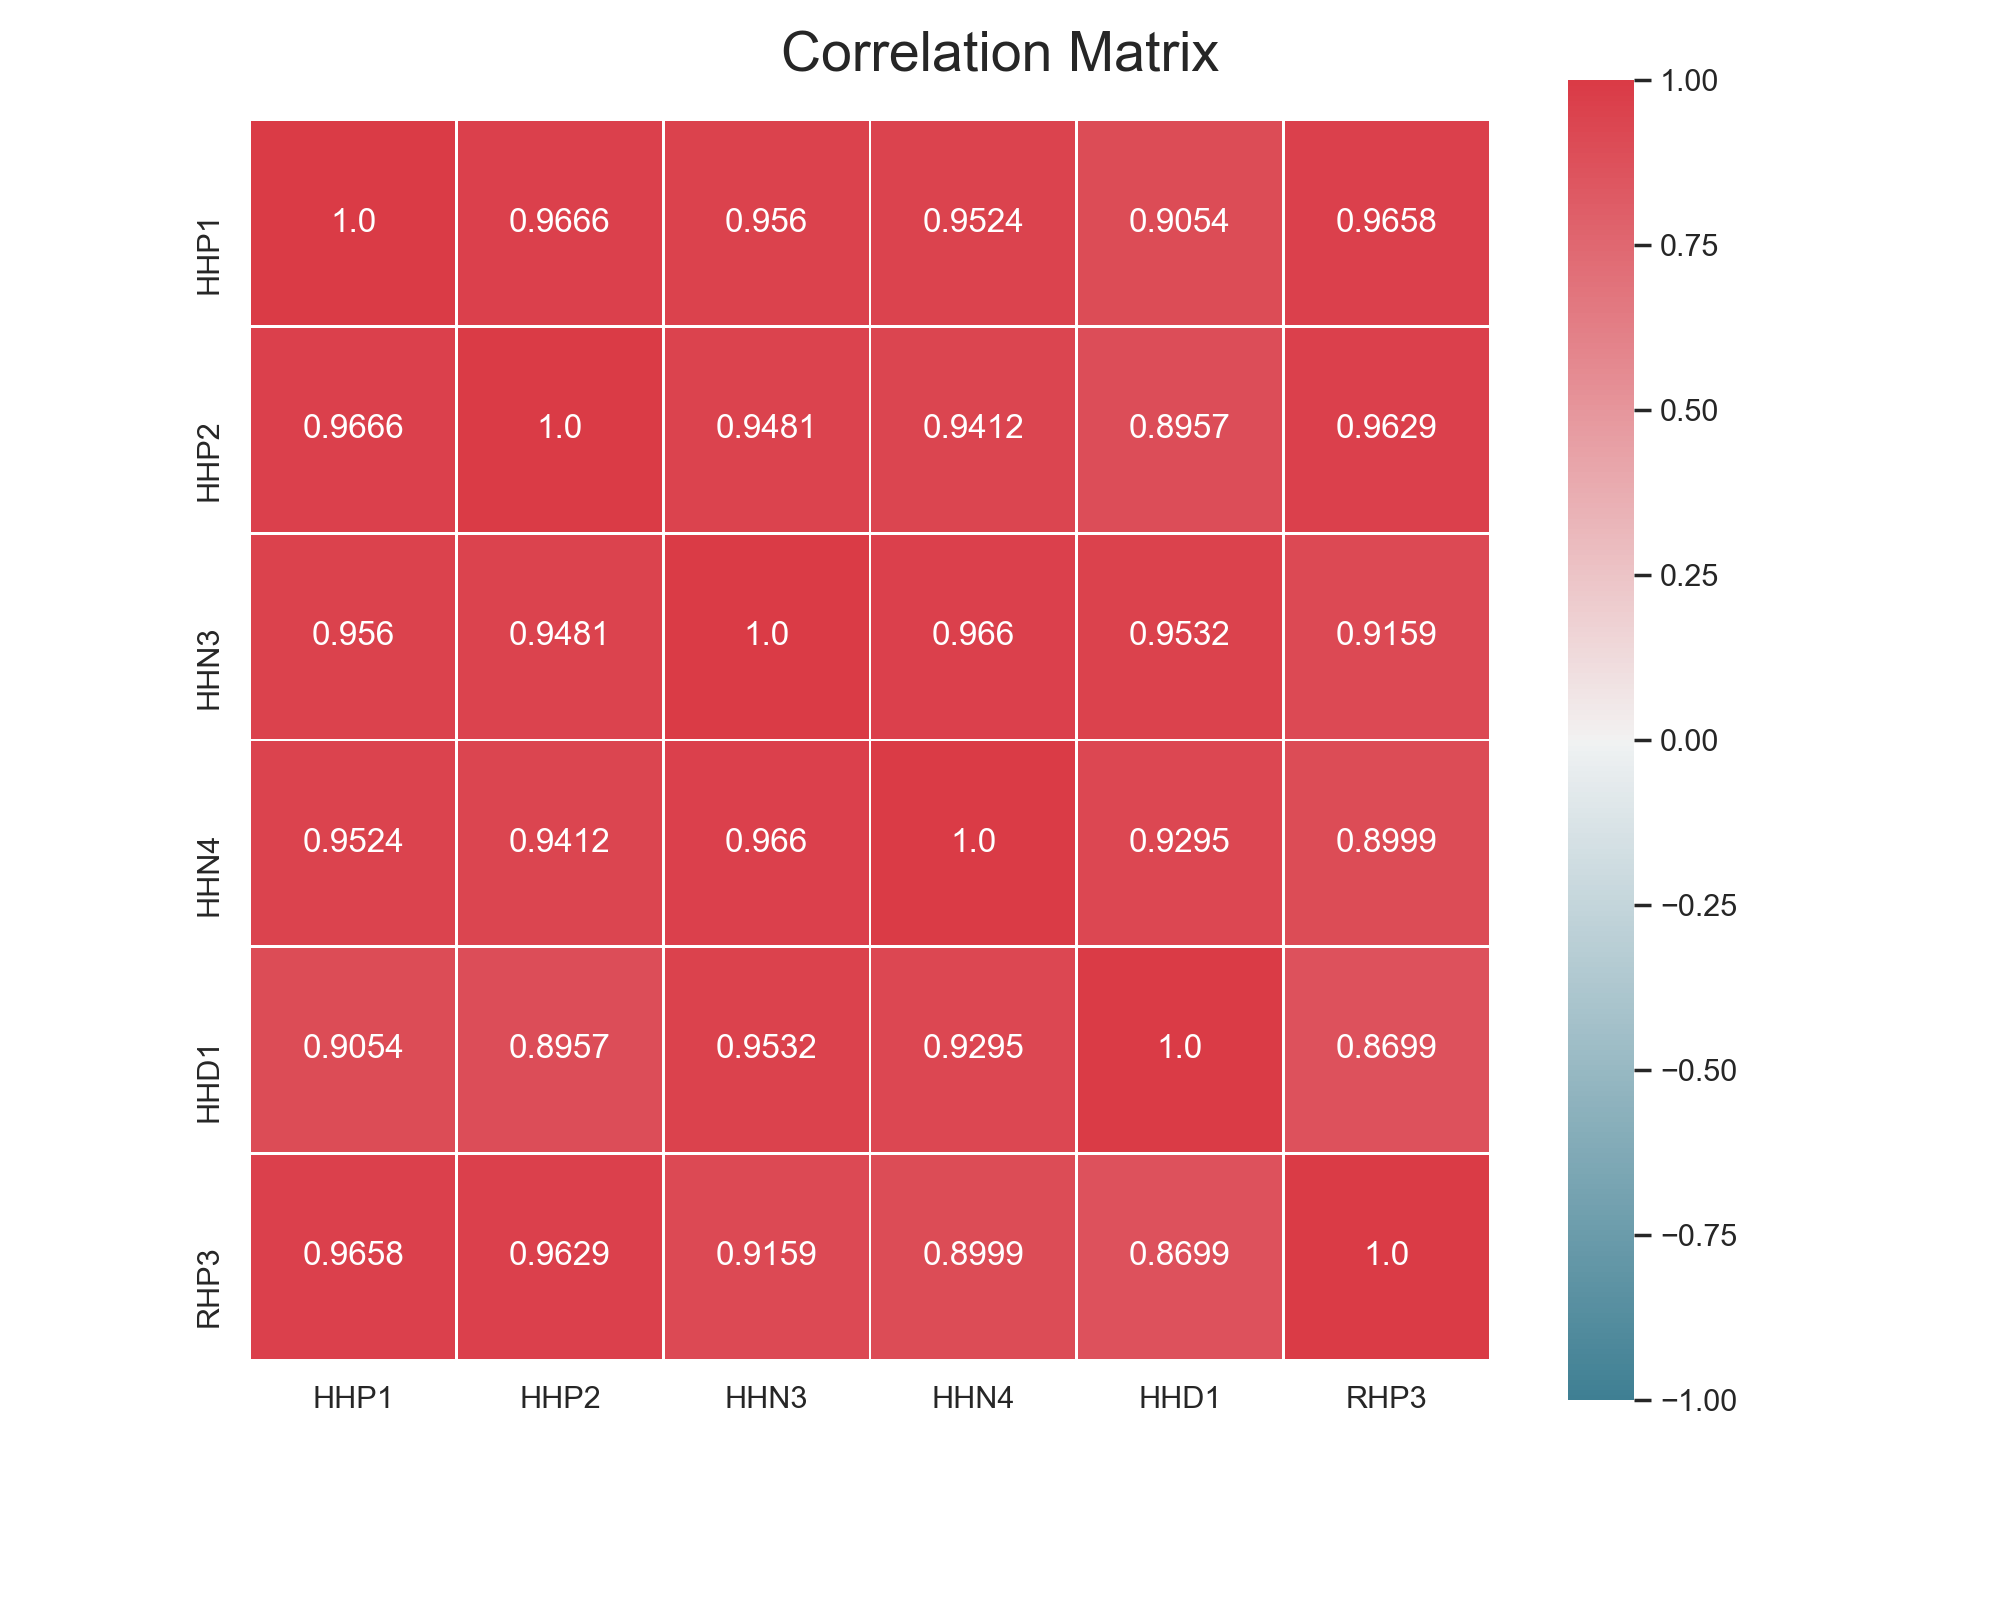 Correlation Matrix
HHP1 1.0 0.9666 0.956 0.9524 0.9054 0.9658
HHP2 0.9666 1.0 0.9481 0.9412 0.8957 0.9629
HHN3 0.956 0.9481 1.0 0.966 0.9532 0.9159
HHN4 0.9524 0.9412 0.966 1.0 0.9295 0.8999
HHD1 0.9054 0.8957 0.9532 0.9295 1.0 0.8699
RHP3 0.9658 0.9629 0.9159 0.8999 0.8699 1.0
HHP1 HHP2 HHN3 HHN4 HHD1 RHP3
1.00
0.75
0.50
0.25
0.00
−0.25
−0.50
−0.75
−1.00